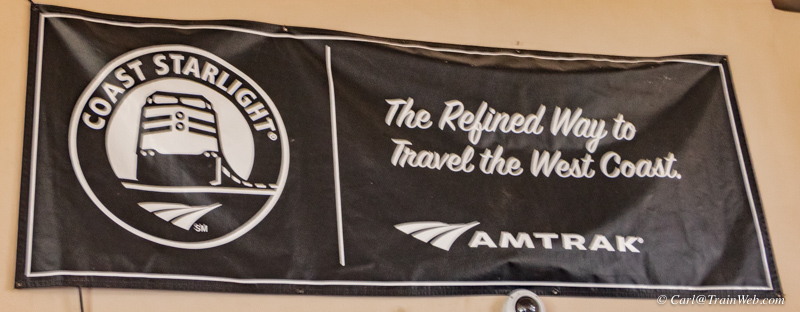 COAST STARLIGHT®
SM
The Refined Way to
Travel the West Coast.
AMTRAK®
© Carl@TrainWeb.com